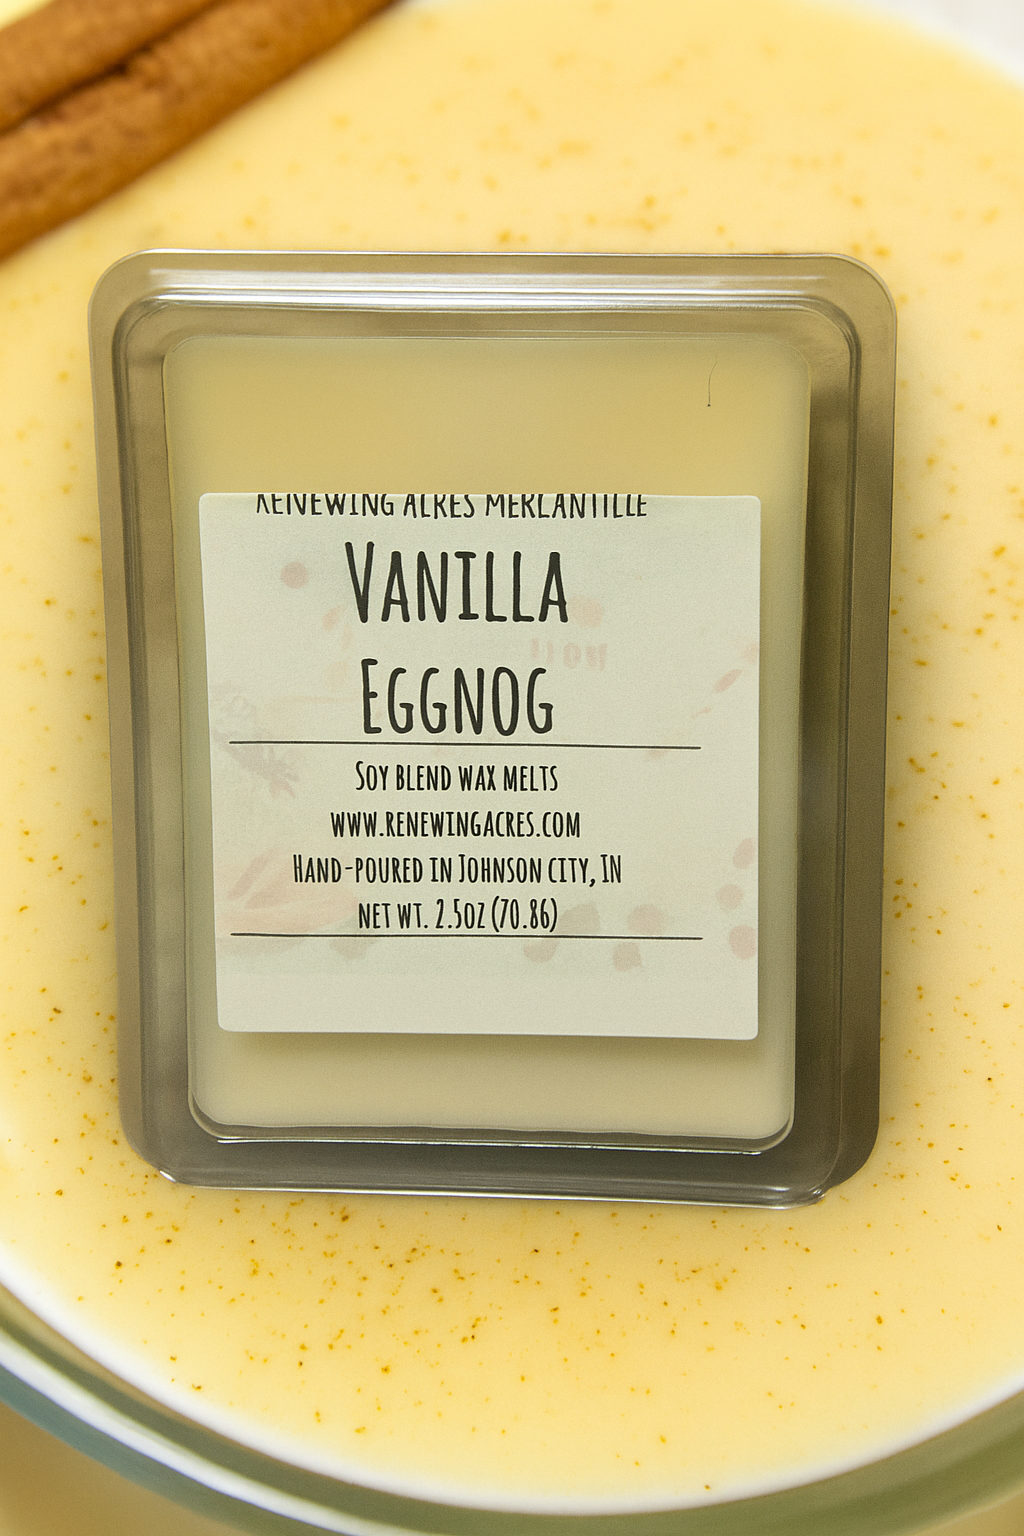 RENEWING ACRES MERCANTILLE
VANILLA
EGGNOG
SOY BLEND WAX MELTS
WWW.RENEWINGACRES.COM
HAND-POURED IN JOHNSON CITY, IN
NET WT. 2.5OZ (70.86)